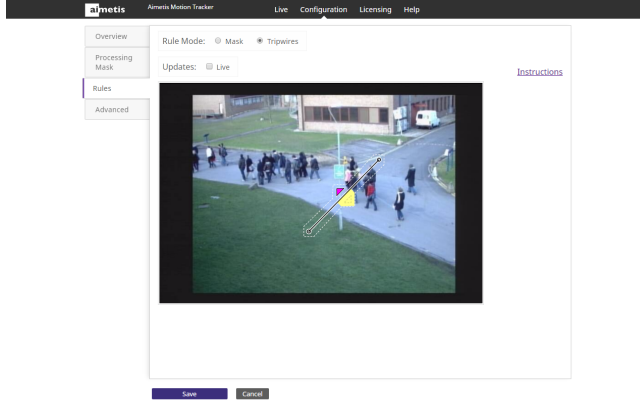 aimetis
Aimetis Motion Tracker
Live
Configuration
Licensing
Help
Overview
Processing
Mask
Rules
Advanced
Rule Mode:
Mask
Tripwires
Updates:
Live
Instructions
Save
Cancel